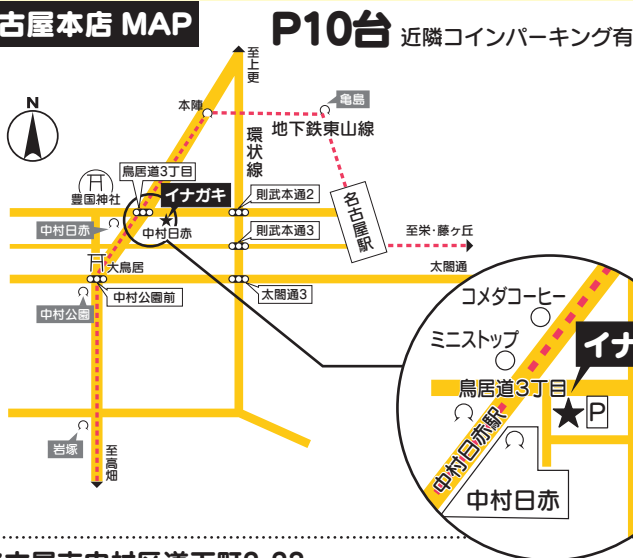 古屋本店 MAP
P10台 近隣コインパーキング有
至上更
N
本陣
亀島
地下鉄東山線
環状線
鳥居道3丁目
豊国神社
イナガキ
則武本通2
名古屋駅
中村日赤
中村日赤
則武本通3
至栄・藤ヶ丘
大鳥居
太閤通
中村公園前
太閤通3
中村公園
コメダコーヒー
ミニストップ
イナ
鳥居道3丁目
P
中村日赤駅
中村日赤
岩塚
至高畑